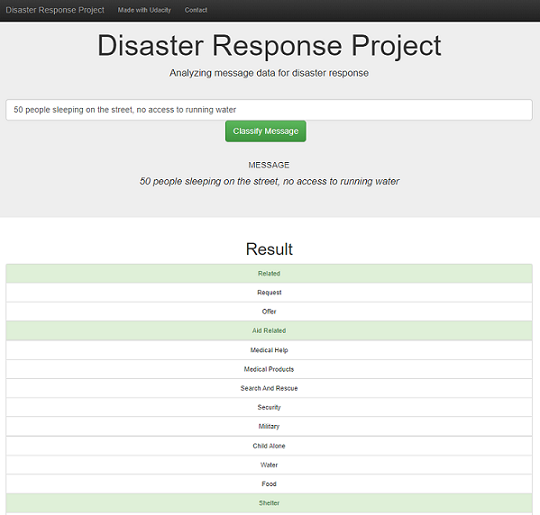 Disaster Response Project Made with Udacity Contact
Disaster Response Project
Analyzing message data for disaster response
50 people sleeping on the street, no access to running water
Classify Message
MESSAGE
50 people sleeping on the street, no access to running water
Result
Related
Request
Offer
Aid Related
Medical Help
Medical Products
Search And Rescue
Security
Military
Child Alone
Water
Food
Shelter